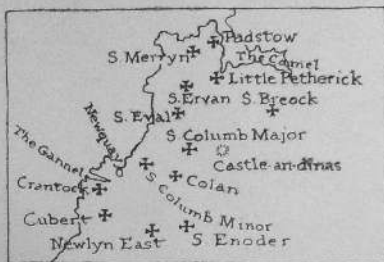 Padstow
S. Merryn
The Camel
Little Petherick
S. Ervan
S. Breock
S. Eval
S Columb Major
Newquay
Castle-an-dinas
The Gannel
Colan
Crantock
S Columb Minor
Cubert
Newlyn East
S. Enoder